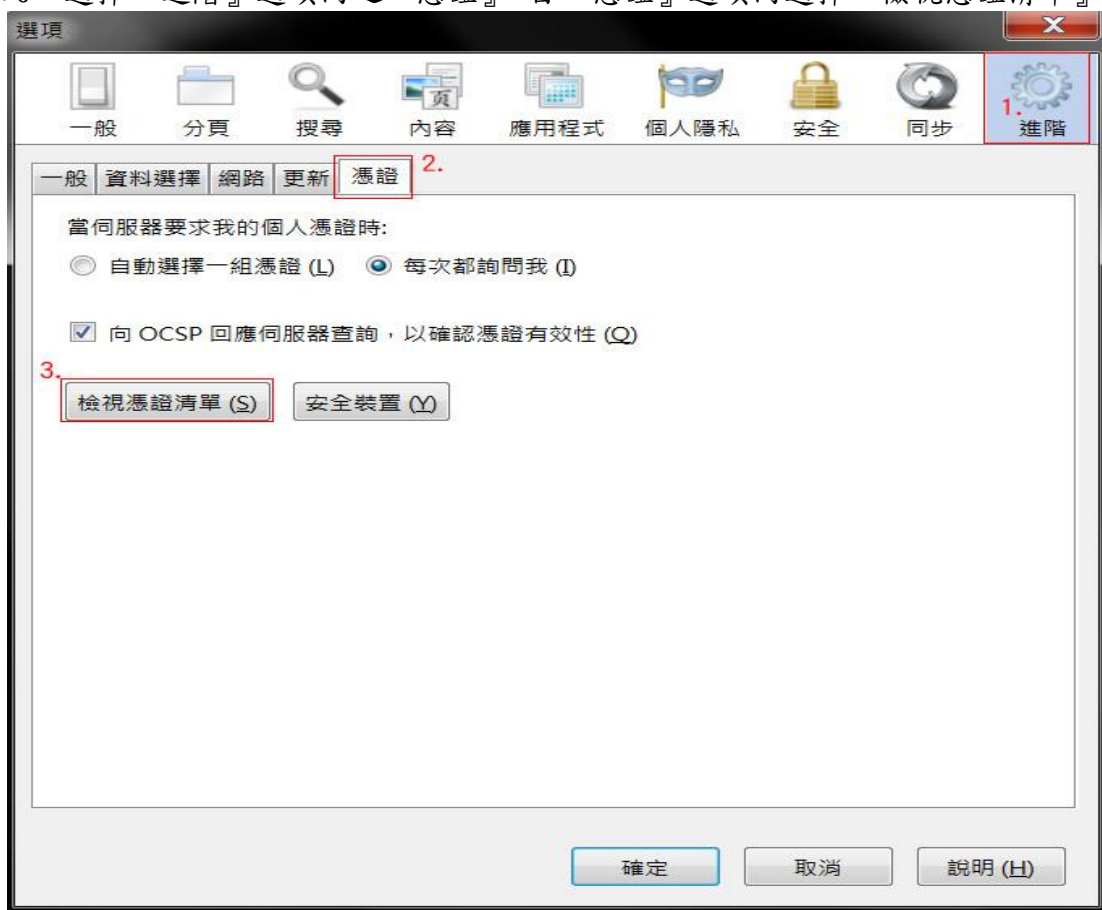 選項
一般 分頁 搜尋 內容 應用程式 個人隱私 安全 同步 1. 進階
一般 資料選擇 網路 更新 憑證 2.
當伺服器要求我的個人憑證時:
自動選擇一組憑證 (L) 每次都詢問我 (I)
向 OCSP 回應伺服器查詢，以確認憑證有效性 (Q)
3.
檢視憑證清單 (S) 安全裝置 (Y)
確定 取消 說明 (H)